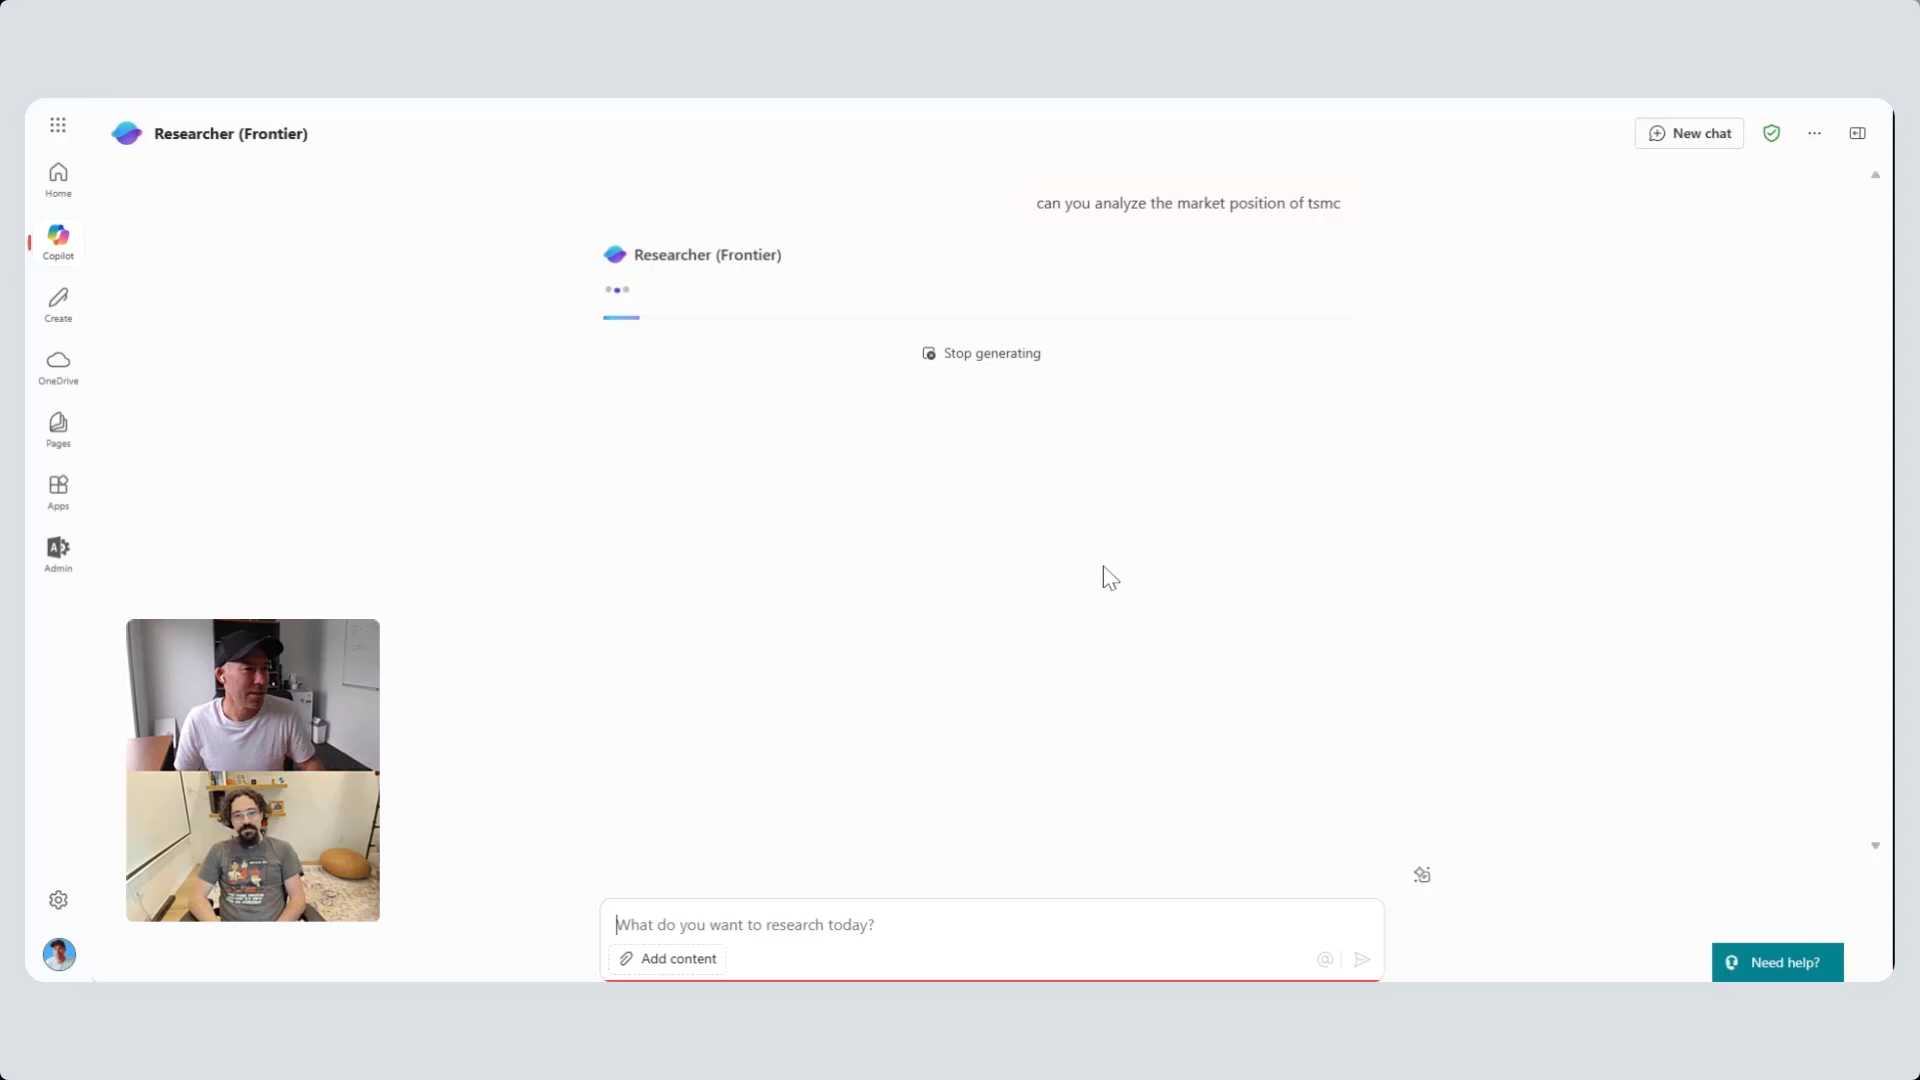 Researcher (Frontier)
New chat
Home
Copilot
Create
OneDrive
Pages
Apps
Admin
can you analyze the market position of tsmc
Researcher (Frontier)
Stop generating
What do you want to research today?
Add content
Need help?